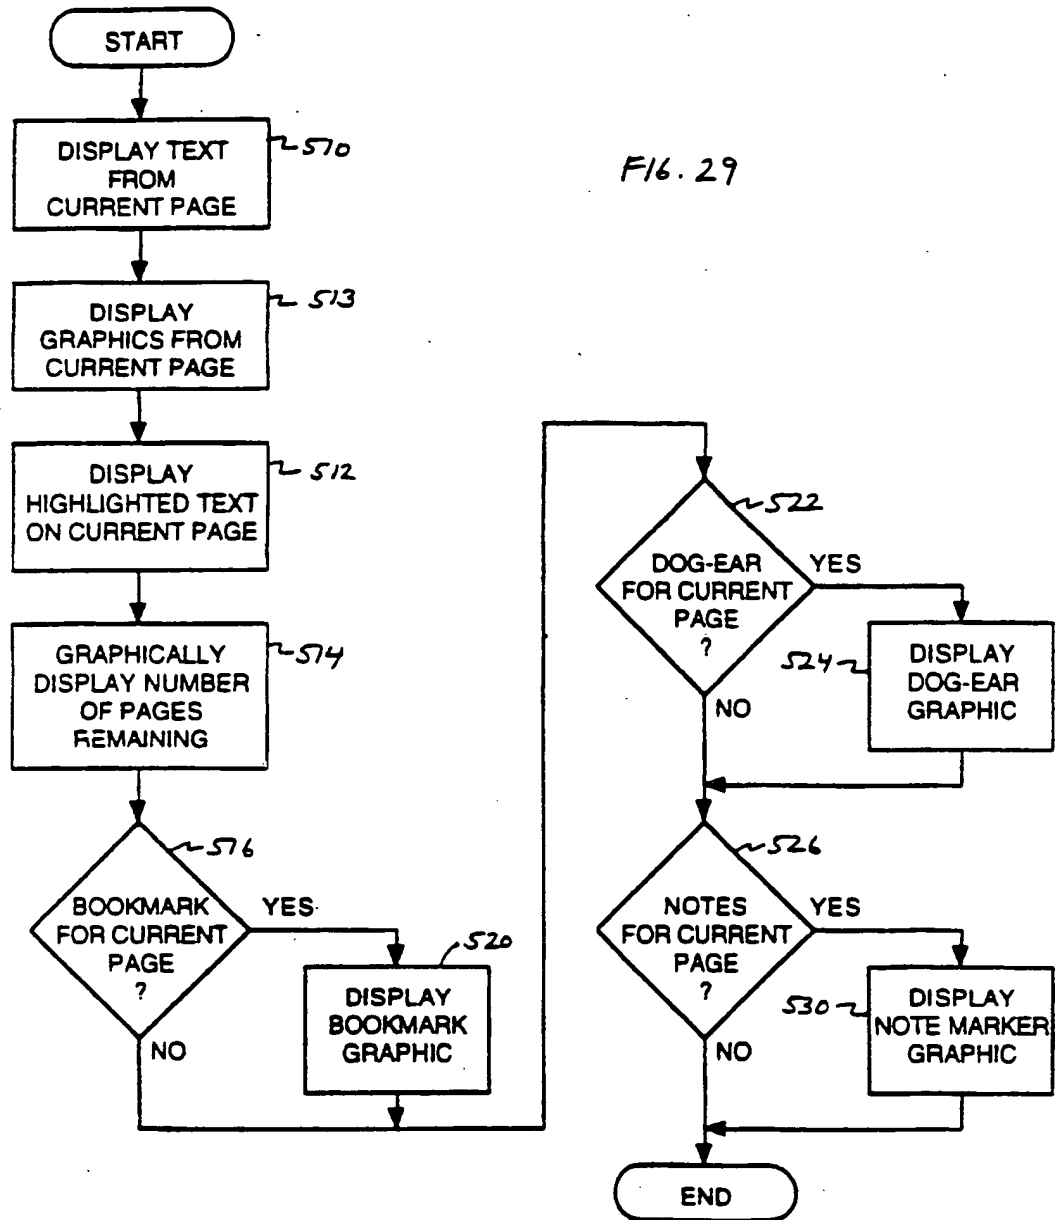 START
DISPLAY TEXT
FROM
CURRENT PAGE
510
FIG. 29
DISPLAY
GRAPHICS FROM
CURRENT PAGE
513
DISPLAY
HIGHLIGHTED TEXT
ON CURRENT PAGE
512
GRAPHICALLY
DISPLAY NUMBER
OF PAGES
REMAINING
514
BOOKMARK
FOR CURRENT
PAGE
?
516
YES
NO
520
DISPLAY
BOOKMARK
GRAPHIC
DOG-EAR
FOR CURRENT
PAGE
?
522
YES
NO
524
DISPLAY
DOG-EAR
GRAPHIC
NOTES
FOR CURRENT
PAGE
?
526
YES
NO
530
DISPLAY
NOTE MARKER
GRAPHIC
END